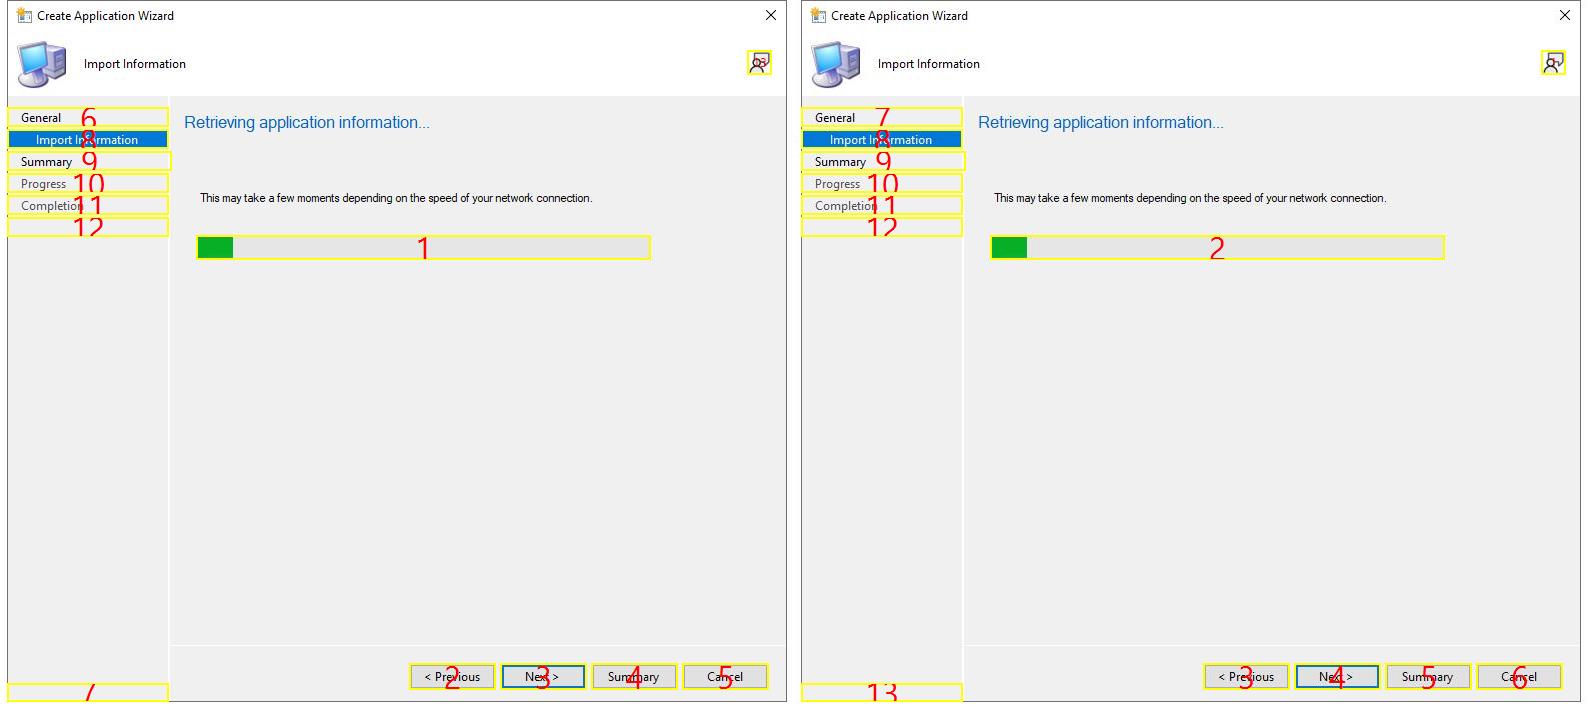 Create Application Wizard
Import Information
13
General 6
Import Information 8
Summary 9
Progress 10
Completion 11
12
Retrieving application information...
This may take a few moments depending on the speed of your network connection.
1
< Previous 2
Next > 3
Summary 4
Cancel 5
7
Create Application Wizard
Import Information
General 7
Import Information 8
Summary 9
Progress 10
Completion 11
12
Retrieving application information...
This may take a few moments depending on the speed of your network connection.
2
< Previous 3
Next > 4
Summary 5
Cancel 6
13